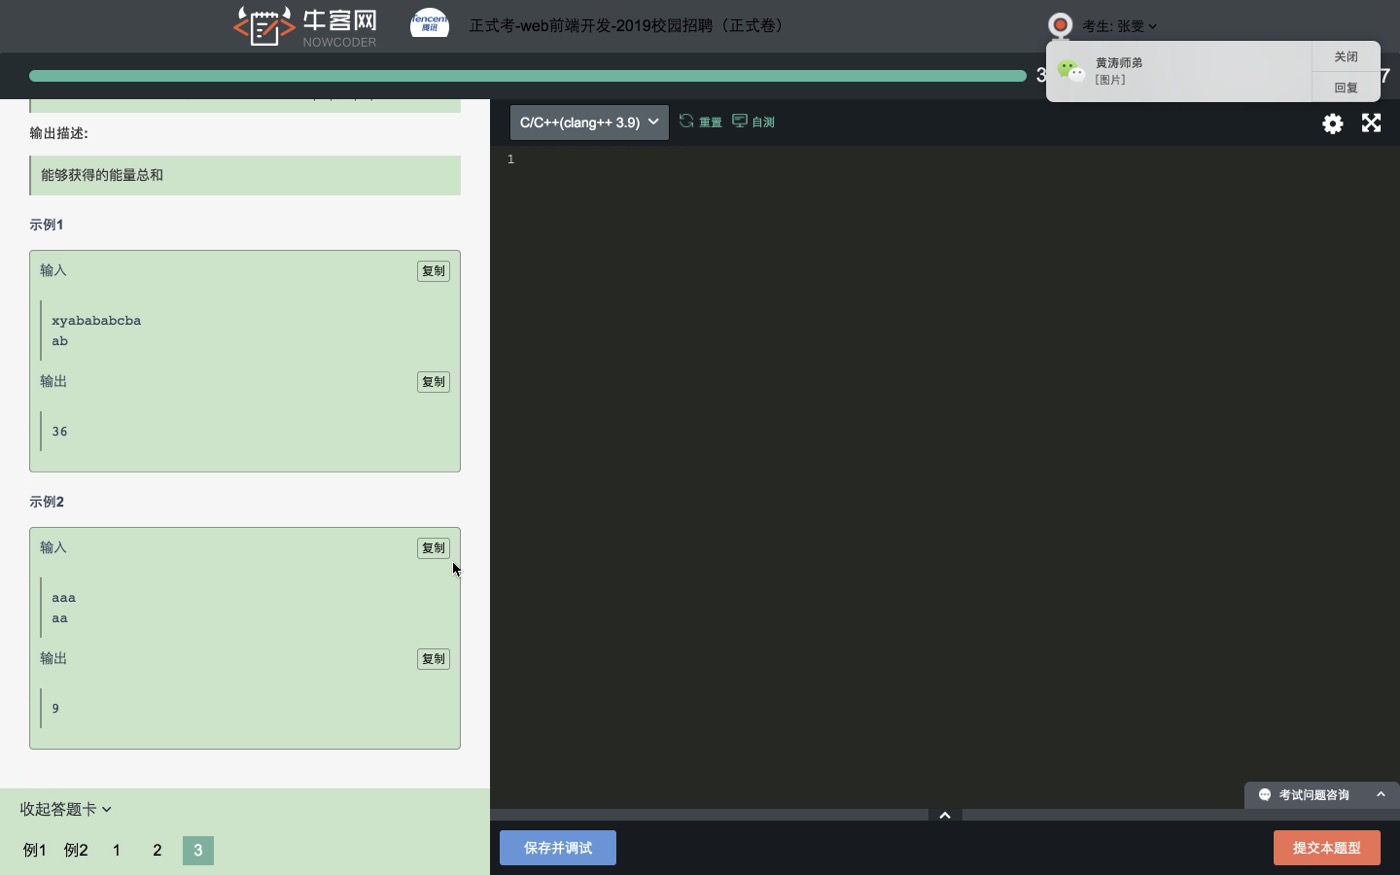 牛客网
NOWCODER
Tencent
腾讯
正式考-web前端开发-2019校园招聘（正式卷）
考生: 张雯
黄涛师弟
[图片]
关闭
回复
3
7
输出描述:
能够获得的能量总和
示例1
输入
复制
xyabababcba
ab
输出
复制
36
示例2
输入
复制
aaa
aa
输出
复制
9
收起答题卡
例1 例2 1 2 3
C/C++(clang++ 3.9)
重置
自测
1
考试问题咨询
保存并调试
提交本题型